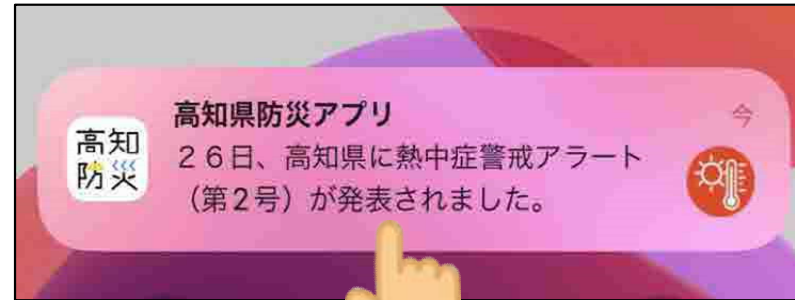 高知
防災
高知県防災アプリ
今
２６日、高知県に熱中症警戒アラート
（第２号）が発表されました。